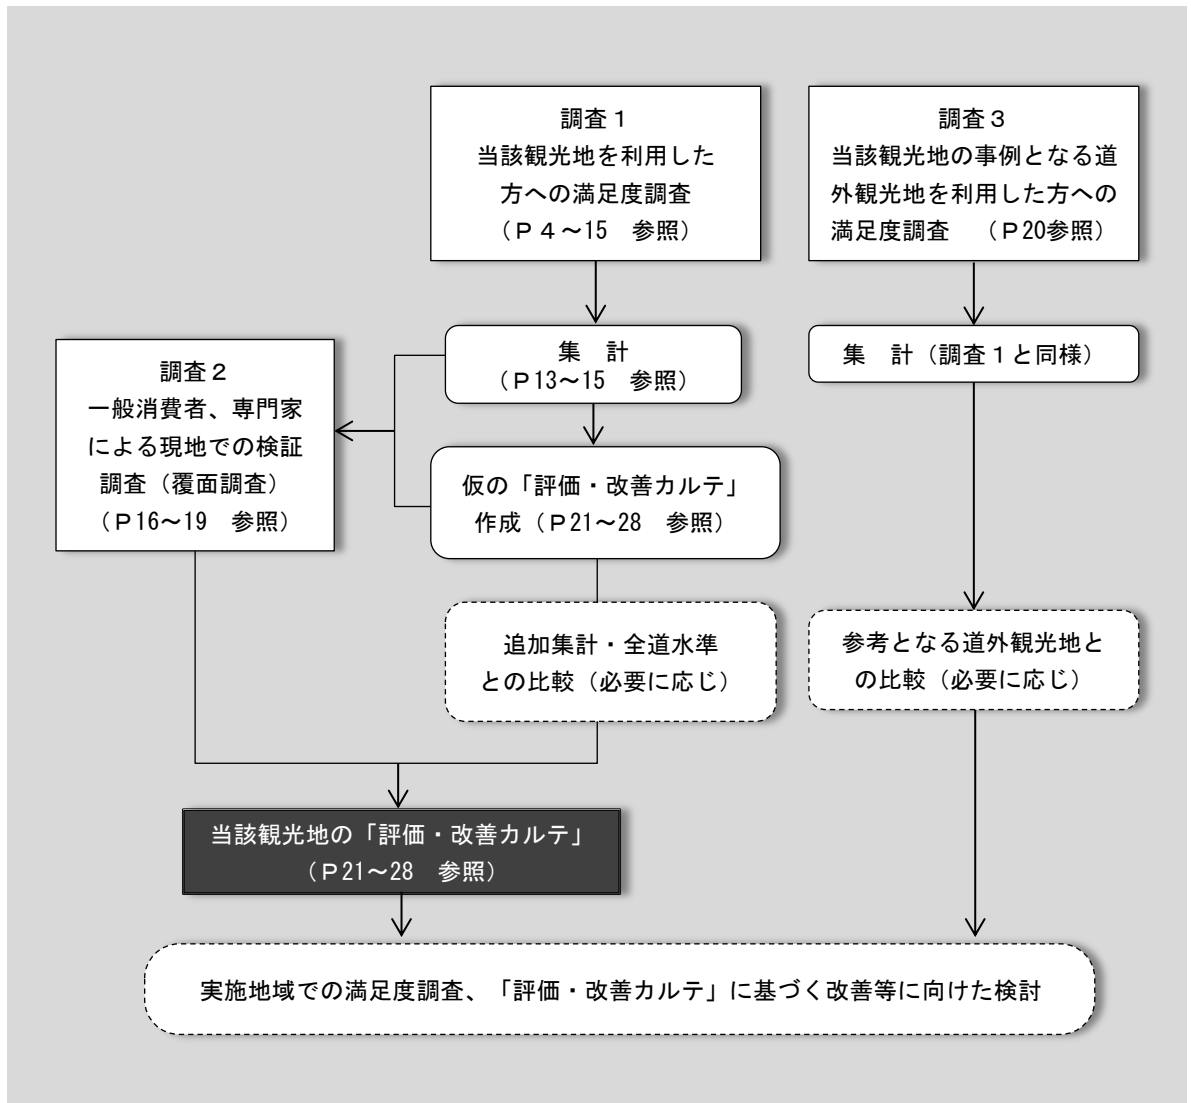 調査１
当該観光地を利用した
方への満足度調査
（Ｐ４～15　参照）
調査３
当該観光地の事例となる道
外観光地を利用した方への
満足度調査　（Ｐ20参照）
集　計
（Ｐ13～15　参照）
集　計（調査１と同様）
調査２
一般消費者、専門家
による現地での検証
調査（覆面調査）
（Ｐ16～19　参照）
仮の「評価・改善カルテ」
作成（Ｐ21～28　参照）
追加集計・全道水準
との比較（必要に応じ）
参考となる道外観光地と
の比較（必要に応じ）
当該観光地の「評価・改善カルテ」
（Ｐ21～28　参照）
実施地域での満足度調査、「評価・改善カルテ」に基づく改善等に向けた検討